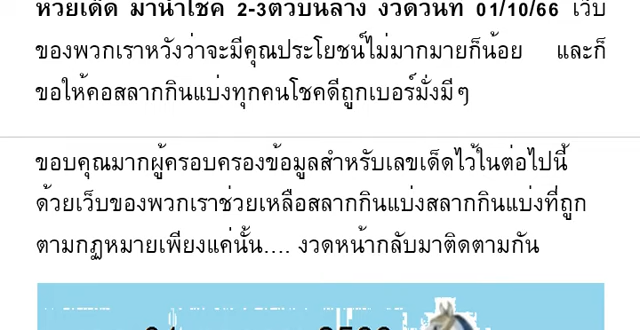 หวยเด็ด มานำโชค 2-3ตัวบนล่าง งวดวันที่ 01/10/66 เว็บ
ของพวกเราหวังว่าจะมีคุณประโยชน์ไม่มากมายก็น้อย และก็
ขอให้คอสลากกินแบ่งทุกคนโชคดีถูกเบอร์มั่งมีๆ
ขอบคุณมากผู้ครอบครองข้อมูลสำหรับเลขเด็ดไว้ในต่อไปนี้
ด้วยเว็บของพวกเราช่วยเหลือสลากกินแบ่งสลากกินแบ่งที่ถูก
ตามกฏหมายเพียงแค่นั้น.... งวดหน้ากลับมาติดตามกัน